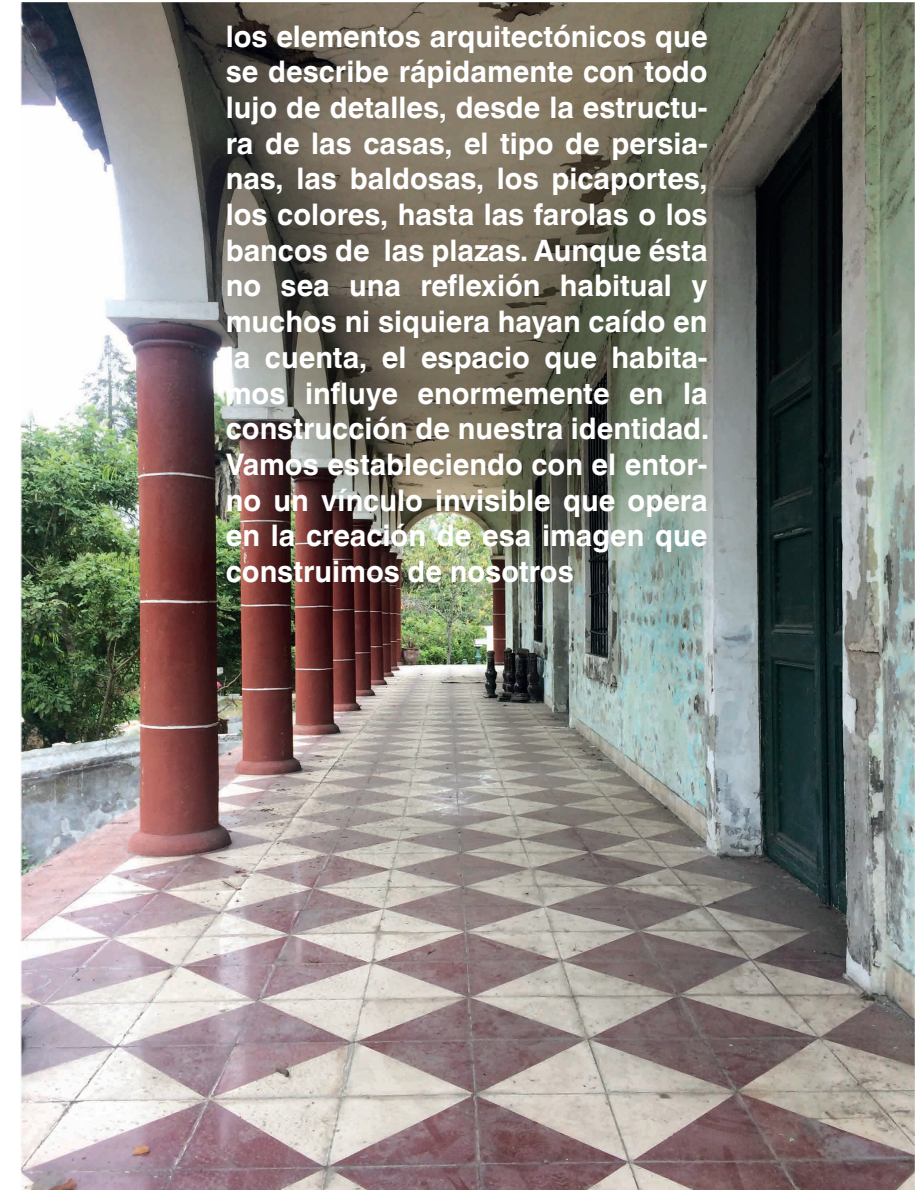 los elementos arquitectónicos que
se describe rápidamente con todo
lujo de detalles, desde la estructu-
ra de las casas, el tipo de persia-
nas, las baldosas, los picaportes,
los colores, hasta las farolas o los
bancos de  las plazas. Aunque ésta
no sea una reflexión habitual y
muchos ni siquiera hayan caído en
la cuenta, el espacio que habita-
mos influye enormemente en la
construcción de nuestra identidad.
Vamos estableciendo con el entor-
no un vínculo invisible que opera
en la creación de esa imagen que
construimos de nosotros